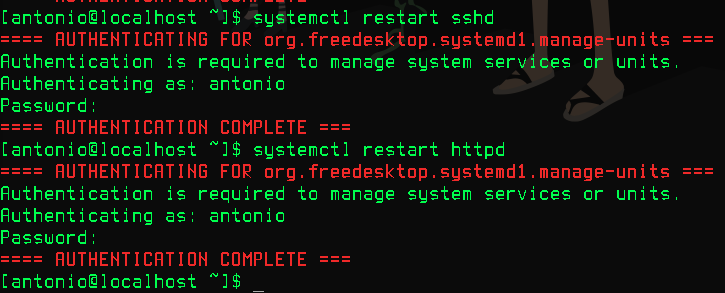 ==== AUTHENTICATION COMPLETE ===
[antonio@localhost ~]$ systemctl restart sshd
==== AUTHENTICATING FOR org.freedesktop.systemd1.manage-units ===
Authentication is required to manage system services or units.
Authenticating as: antonio
Password:
==== AUTHENTICATION COMPLETE ===
[antonio@localhost ~]$ systemctl restart httpd
==== AUTHENTICATING FOR org.freedesktop.systemd1.manage-units ===
Authentication is required to manage system services or units.
Authenticating as: antonio
Password:
==== AUTHENTICATION COMPLETE ===
[antonio@localhost ~]$ _